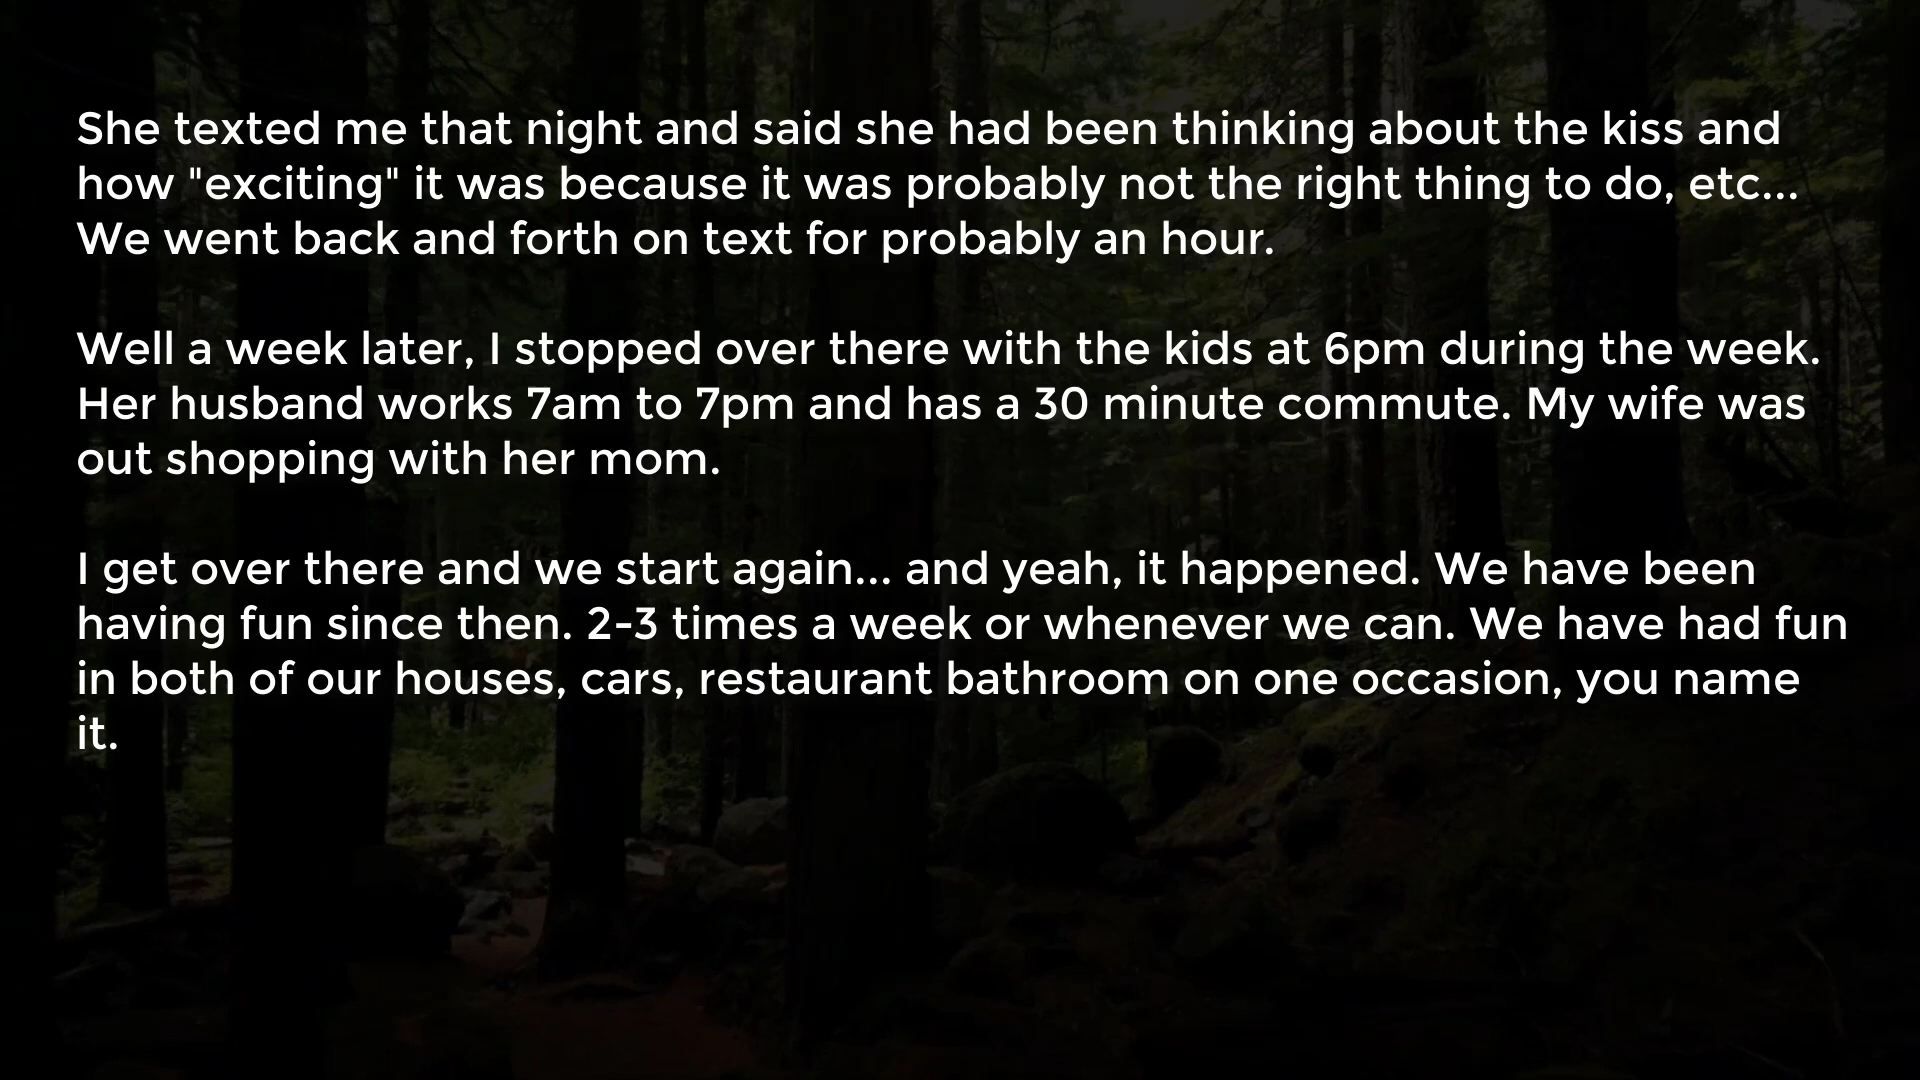 She texted me that night and said she had been thinking about the kiss and
how "exciting" it was because it was probably not the right thing to do, etc...
We went back and forth on text for probably an hour.
Well a week later, I stopped over there with the kids at 6pm during the week.
Her husband works 7am to 7pm and has a 30 minute commute. My wife was
out shopping with her mom.
I get over there and we start again... and yeah, it happened. We have been
having fun since then. 2-3 times a week or whenever we can. We have had fun
in both of our houses, cars, restaurant bathroom on one occasion, you name
it.